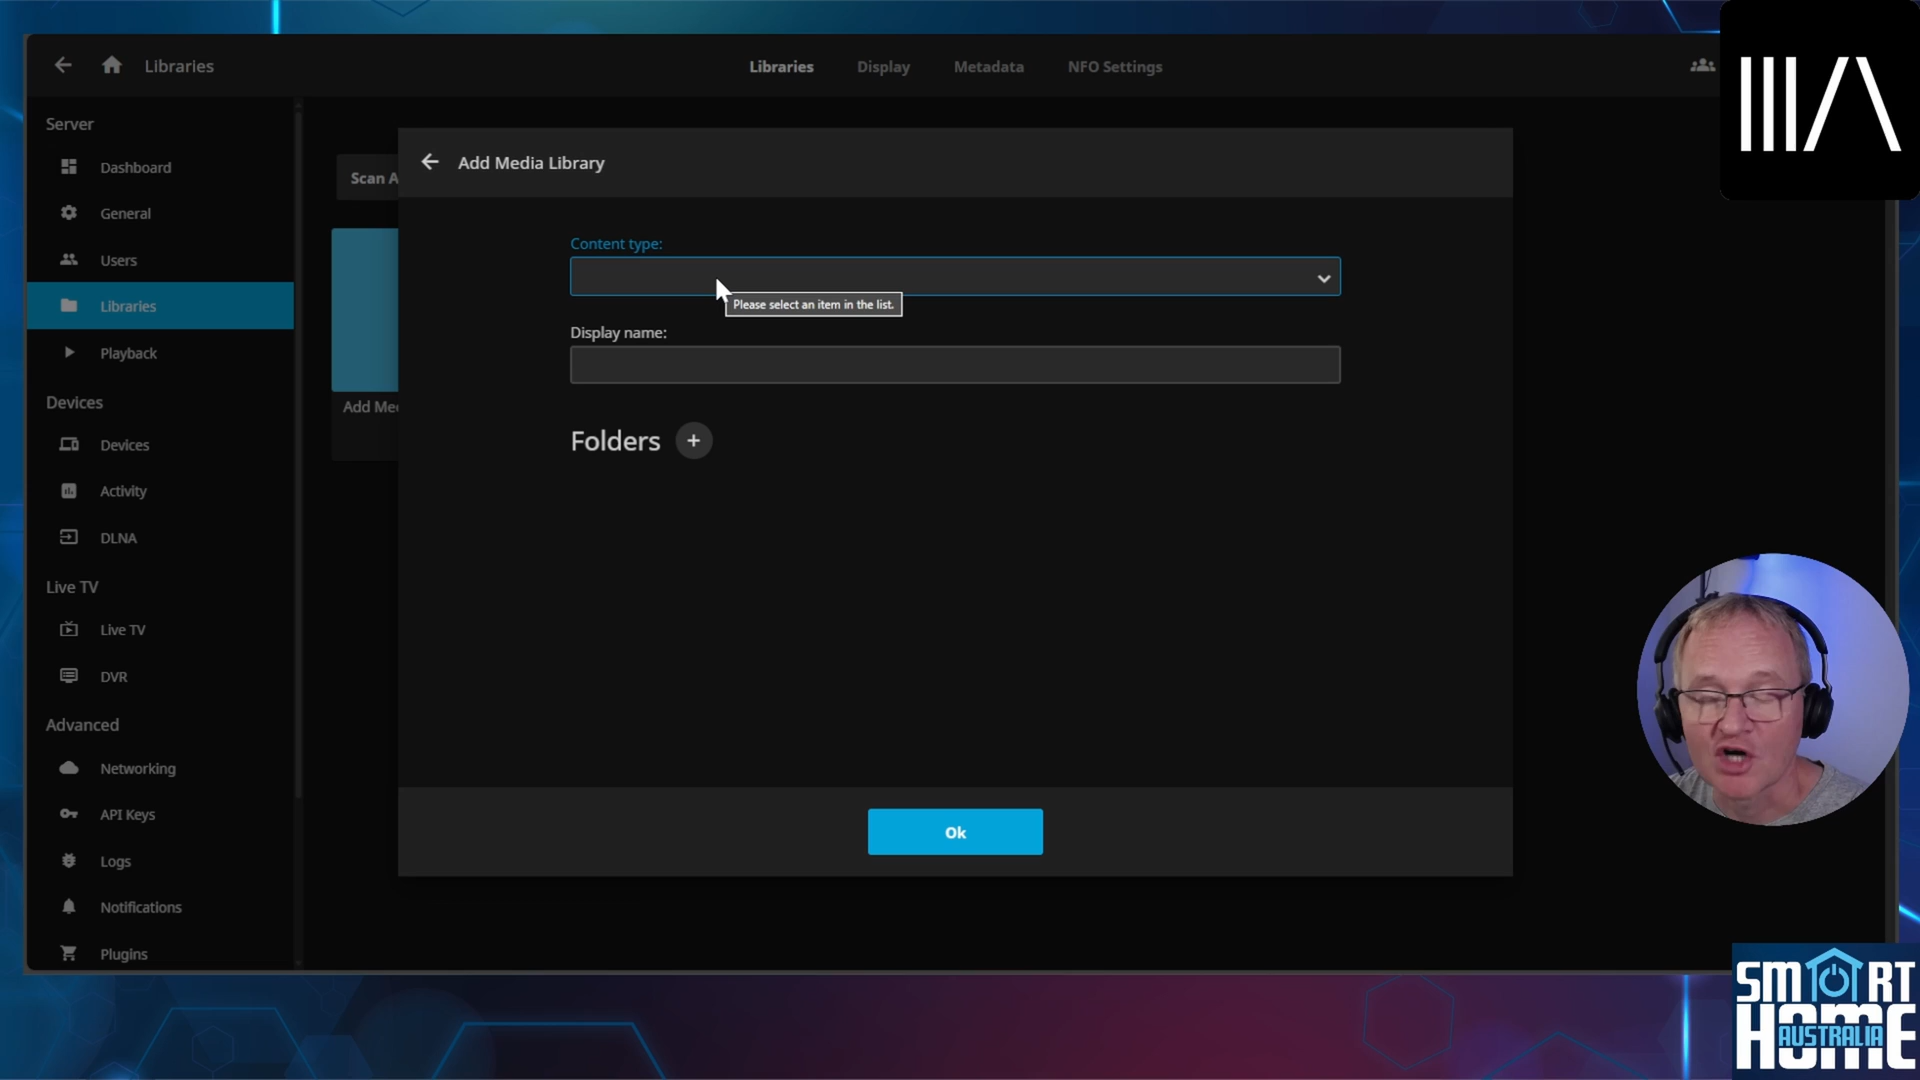 Libraries
Libraries Display Metadata NFO Settings
Server
Dashboard
General
Users
Libraries
Playback
Devices
Devices
Activity
DLNA
Live TV
Live TV
DVR
Advanced
Networking
API Keys
Logs
Notifications
Plugins
Scan A
Add Me
Add Media Library
Content type:
Please select an item in the list.
Display name:
Folders
Ok
SMART
HOME
AUSTRALIA